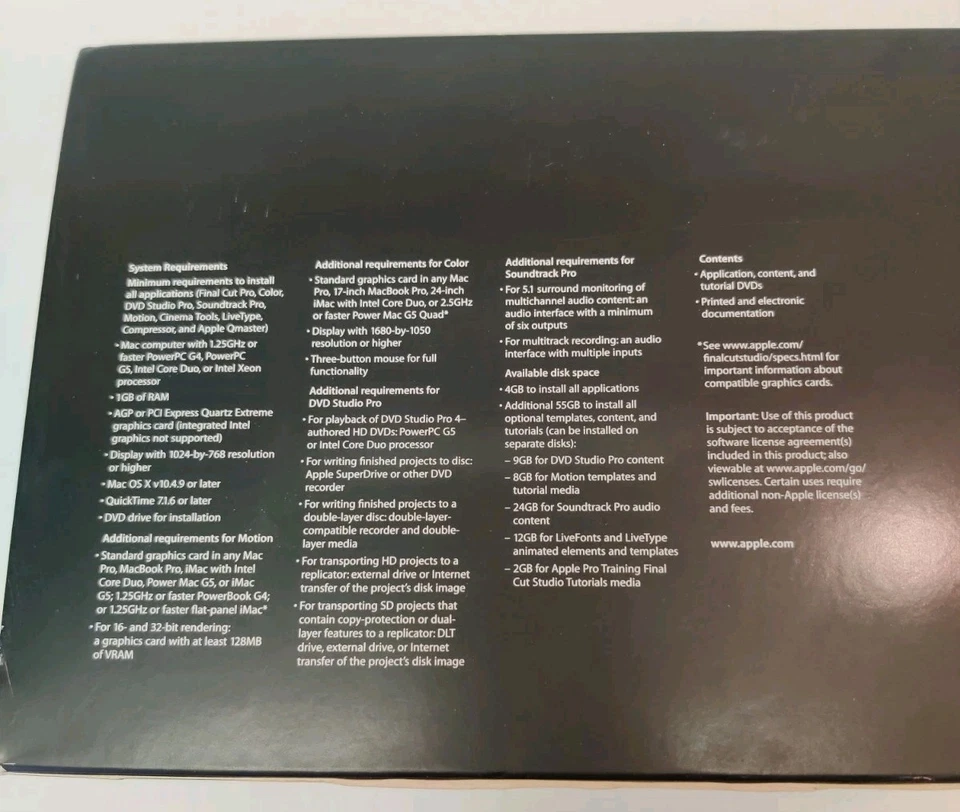 System Requirements
Minimum requirements to install
all applications (Final Cut Pro, Color,
DVD Studio Pro, Soundtrack Pro,
Motion, Cinema Tools, LiveType,
Compressor, and Apple Qmaster)
• Mac computer with 1.25GHz or
faster PowerPC G4, PowerPC
G5, Intel Core Duo, or Intel Xeon
processor
• 1GB of RAM
• AGP or PCI Express Quartz Extreme
graphics card (integrated Intel
graphics not supported)
• Display with 1024-by-768 resolution
or higher
• Mac OS X v10.4.9 or later
• QuickTime 7.1.6 or later
• DVD drive for installation
Additional requirements for Motion
• Standard graphics card in any Mac
Pro, MacBook Pro, iMac with Intel
Core Duo, Power Mac G5, or iMac
G5; 1.25GHz or faster PowerBook G4;
or 1.25GHz or faster flat-panel iMac*
• For 16- and 32-bit rendering:
a graphics card with at least 128MB
of VRAM
Additional requirements for Color
• Standard graphics card in any Mac
Pro, 17-inch MacBook Pro, 24-inch
iMac with Intel Core Duo, or 2.5GHz
or faster Power Mac G5 Quad*
• Display with 1680-by-1050
resolution or higher
• Three-button mouse for full
functionality
Additional requirements for
DVD Studio Pro
• For playback of DVD Studio Pro 4–
authored HD DVDs: PowerPC G5
or Intel Core Duo processor
• For writing finished projects to disc:
Apple SuperDrive or other DVD
recorder
• For writing finished projects to a
double-layer disc: double-layer-
compatible recorder and double-
layer media
• For transporting HD projects to a
replicator: external drive or Internet
transfer of the project's disk image
• For transporting SD projects that
contain copy-protection or dual-
layer features to a replicator: DLT
drive, external drive, or Internet
transfer of the project's disk image
Additional requirements for
Soundtrack Pro
• For 5.1 surround monitoring of
multichannel audio content: an
audio interface with a minimum
of six outputs
• For multitrack recording: an audio
interface with multiple inputs
Available disk space
• 4GB to install all applications
• Additional 55GB to install all
optional templates, content, and
tutorials (can be installed on
separate disks):
– 9GB for DVD Studio Pro content
– 8GB for Motion templates and
tutorial media
– 24GB for Soundtrack Pro audio
content
– 12GB for LiveFonts and LiveType
animated elements and templates
– 2GB for Apple Pro Training Final
Cut Studio Tutorials media
Contents
• Application, content, and
tutorial DVDs
• Printed and electronic
documentation
*See www.apple.com/
finalcutstudio/specs.html for
important information about
compatible graphics cards.
Important: Use of this product
is subject to acceptance of the
software license agreement(s)
included in this product; also
viewable at www.apple.com/go/
swlicenses. Certain uses require
additional non-Apple license(s)
and fees.
www.apple.com